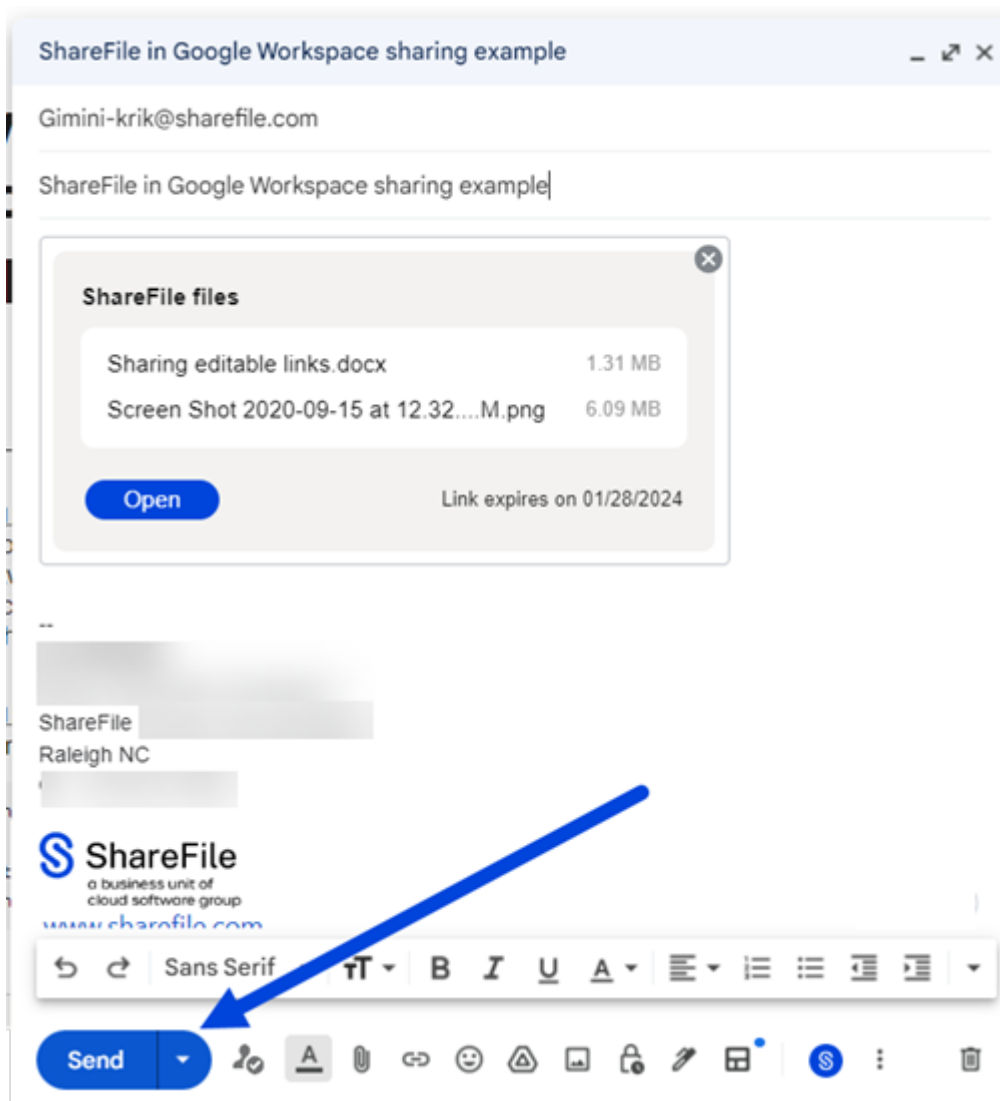 ShareFile in Google Workspace sharing example
Gimini-krik@sharefile.com
ShareFile in Google Workspace sharing example
ShareFile files
Sharing editable links.docx 1.31 MB
Screen Shot 2020-09-15 at 12.32....M.png 6.09 MB
Open Link expires on 01/28/2024
--
ShareFile
Raleigh NC
ShareFile
a business unit of
cloud software group
www.sharefile.com
Sans Serif
Send